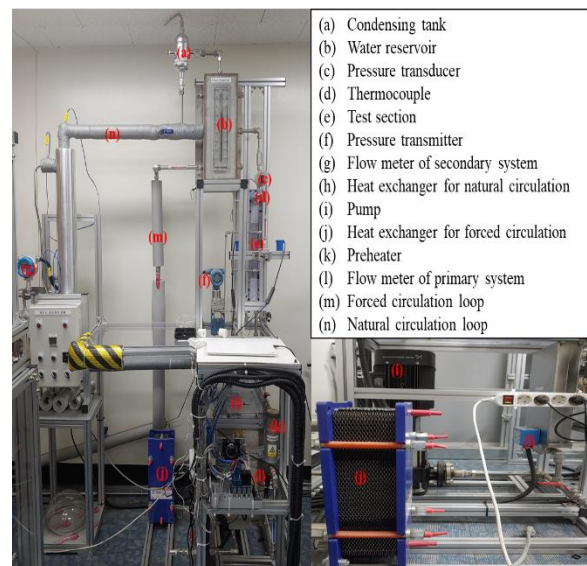 (a) Condensing tank
(b) Water reservoir
(c) Pressure transducer
(d) Thermocouple
(e) Test section
(f) Pressure transmitter
(g) Flow meter of secondary system
(h) Heat exchanger for natural circulation
(i) Pump
(j) Heat exchanger for forced circulation
(k) Preheater
(l) Flow meter of primary system
(m) Forced circulation loop
(n) Natural circulation loop
(a)
(b)
(n)
(c)
(d)
(m)
(j)
(j)